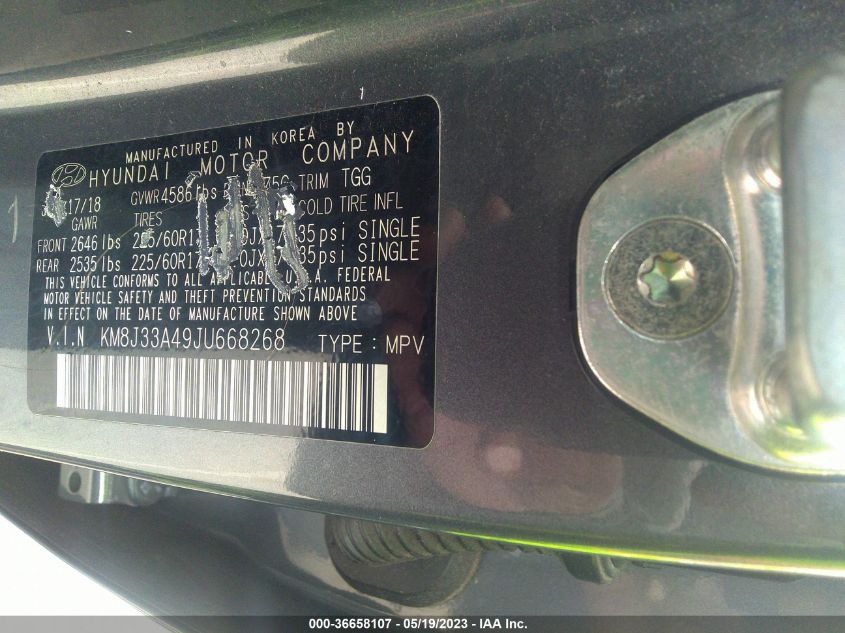 MANUFACTURED IN KOREA BY
HYUNDAI MOTOR COMPANY
17/18 GVWR 4586 lbs TRIM TGG
GAWR TIRES COLD TIRE INFL
FRONT 2646 lbs 35psi SINGLE
REAR 2535 lbs 225/60R17 35psi SINGLE
THIS VEHICLE CONFORMS TO ALL APPLICABLE U.S.A. FEDERAL
MOTOR VEHICLE SAFETY AND THEFT PREVENTION STANDARDS
IN EFFECT ON THE DATE OF MANUFACTURE SHOWN ABOVE
V.I.N KM8J33A49JU668268 TYPE : MPV
000-36658107 - 05/19/2023 - IAA Inc.